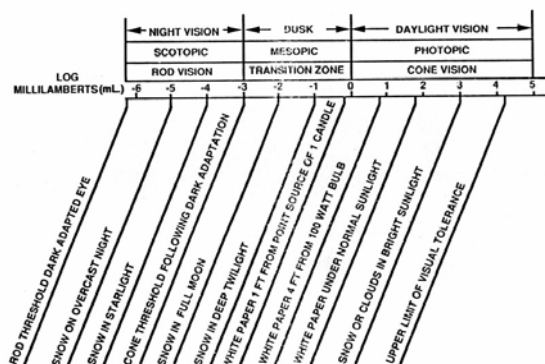 NIGHT VISION DUSK DAYLIGHT VISION
SCOTOPIC MESOPIC PHOTOPIC
ROD VISION TRANSITION ZONE CONE VISION
LOG
MILLILAMBERTS (mL.) -6 -5 -4 -3 -2 -1 0 1 2 3 4 5
ROD THRESHOLD DARK ADAPTED EYE
SNOW ON OVERCAST NIGHT
SNOW IN STARLIGHT
CONE THRESHOLD FOLLOWING DARK ADAPTATION
SNOW IN FULL MOON
SNOW IN DEEP TWILIGHT
WHITE PAPER 1 FT FROM POINT SOURCE OF 1 CANDLE
WHITE PAPER 4 FT FROM 100 WATT BULB
WHITE PAPER UNDER NORMAL SUNLIGHT
SNOW OR CLOUDS IN BRIGHT SUNLIGHT
UPPER LIMIT OF VISUAL TOLERANCE